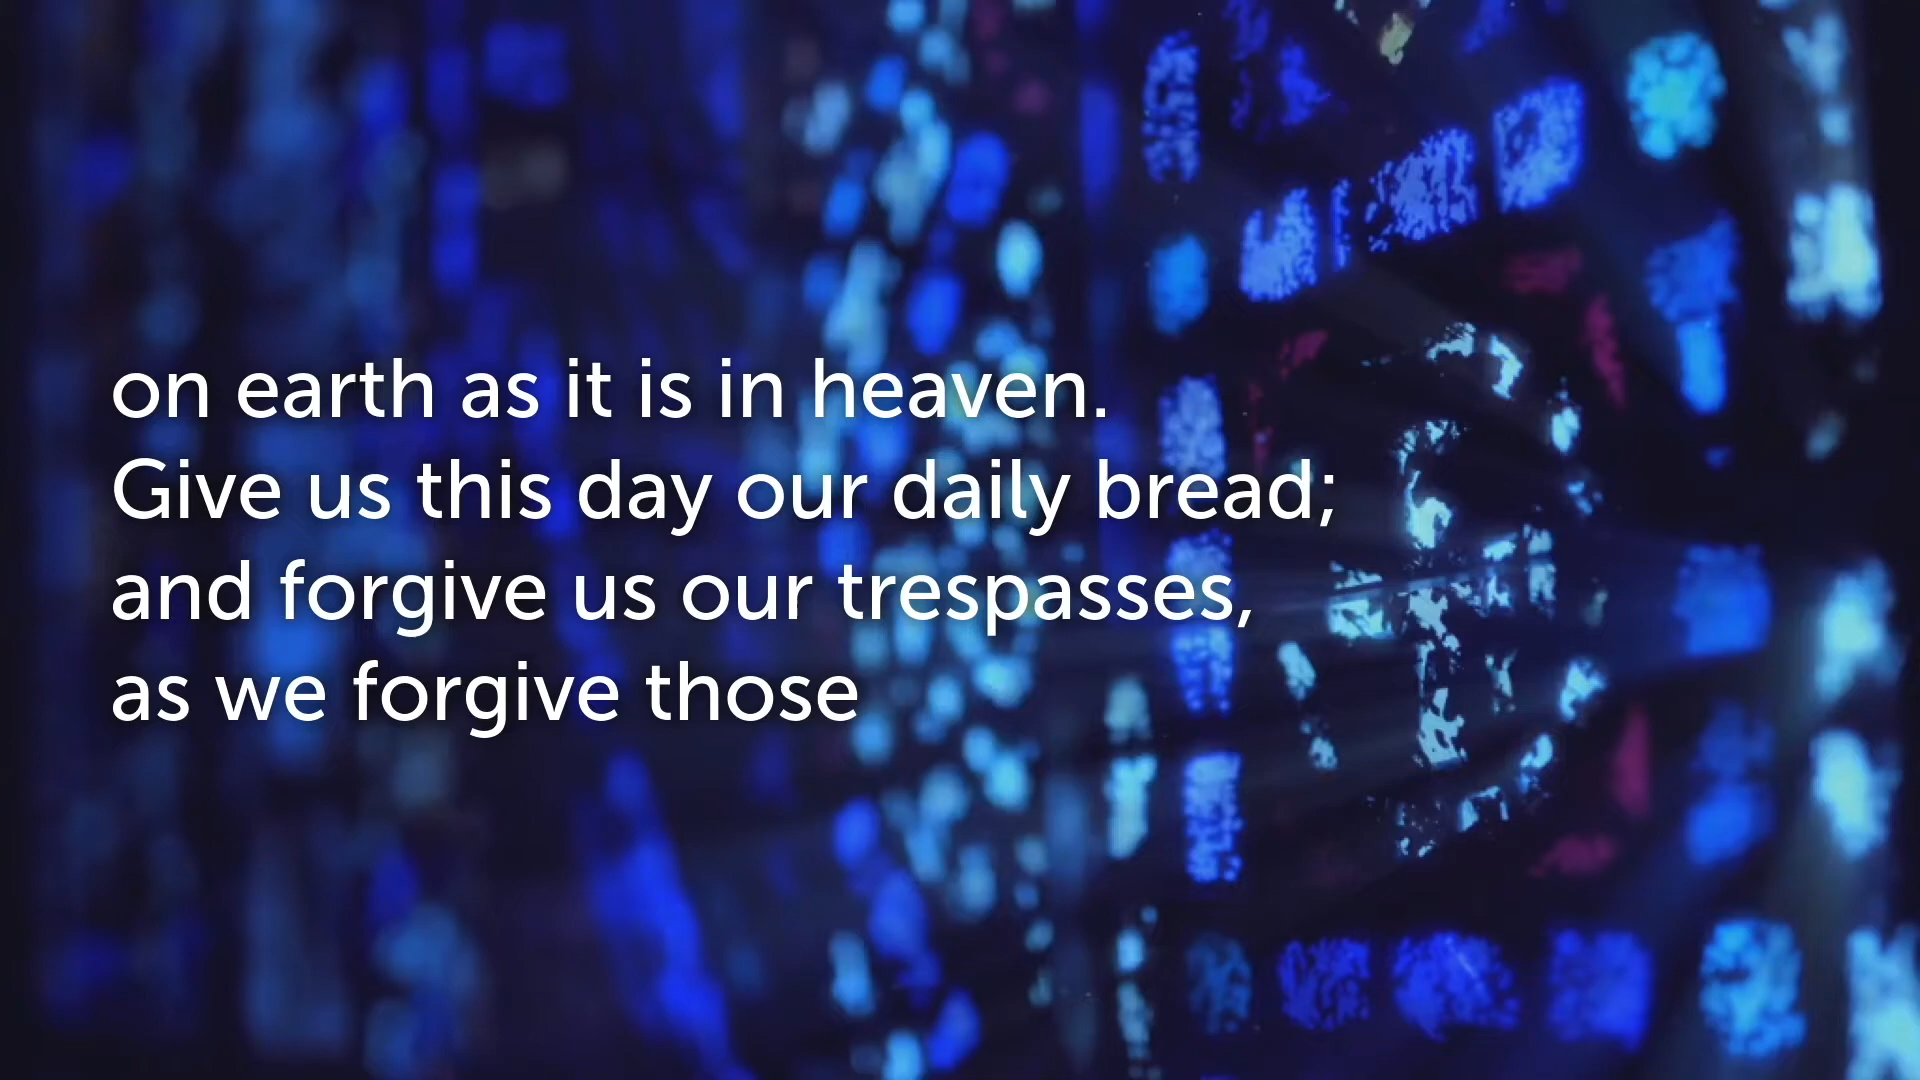 on earth as it is in heaven.
Give us this day our daily bread;
and forgive us our trespasses,
as we forgive those